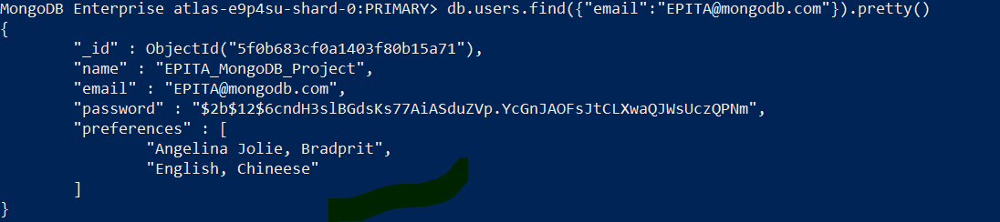 MongoDB Enterprise atlas-e9p4su-shard-0:PRIMARY> db.users.find({"email":"EPITA@mongodb.com"}).pretty()
{
"_id" : ObjectId("5f0b683cf0a1403f80b15a71"),
"name" : "EPITA_MongoDB_Project",
"email" : "EPITA@mongodb.com",
"password" : "$2b$12$6cndH3slBGdsKs77AiASduZVp.YcGnJAOFsJtCLXwaQJWsUczQPNm",
"preferences" : [
"Angelina Jolie, Bradprit",
"English, Chineese"
]
}